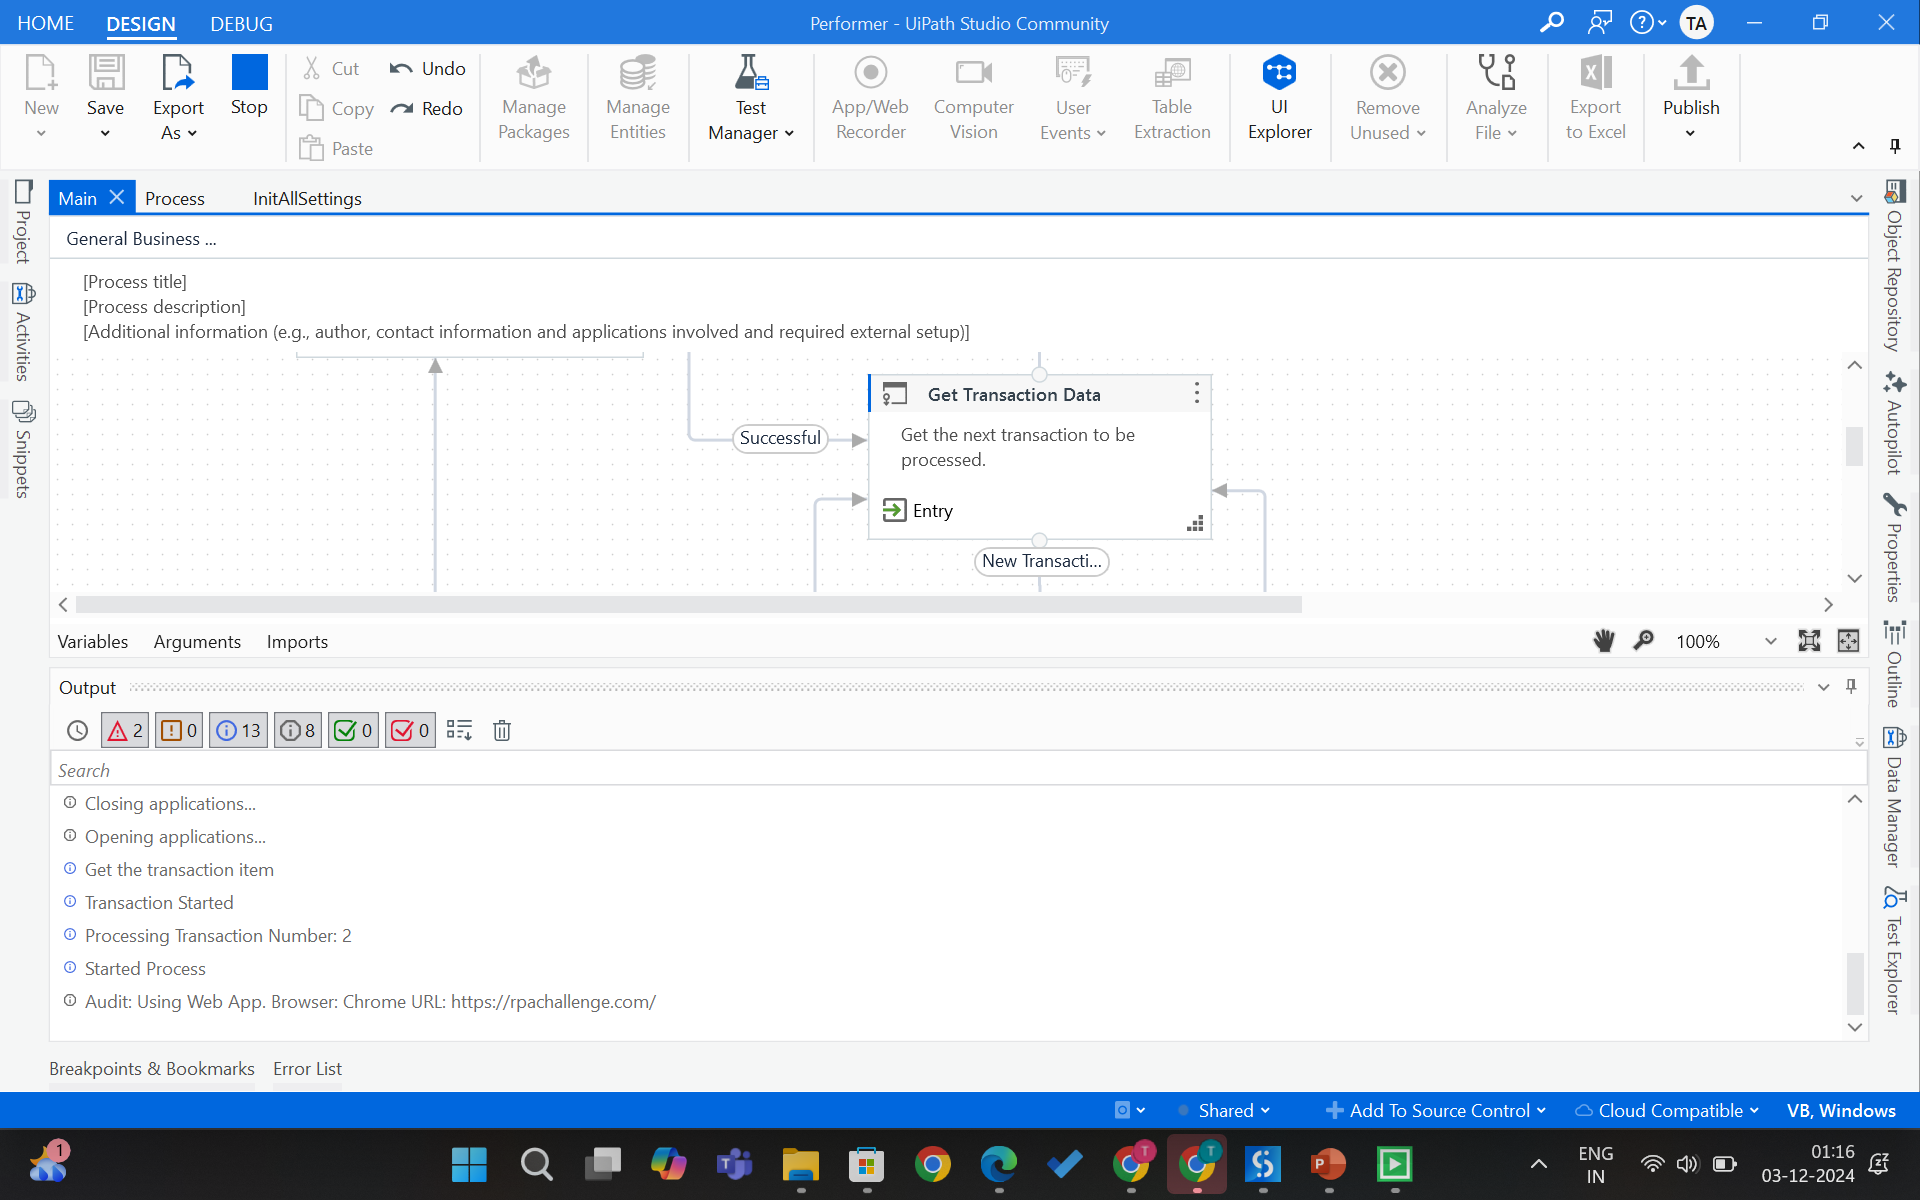 HOME DESIGN DEBUG Performer - UiPath Studio Community TA
New Save Export As Stop Cut Copy Paste Undo Redo Manage Packages Manage Entities Test Manager App/Web Recorder Computer Vision User Events Table Extraction UI Explorer Remove Unused Analyze File Export to Excel Publish
Main Process InitAllSettings
General Business ...
[Process title]
[Process description]
[Additional information (e.g., author, contact information and applications involved and required external setup)]
Get Transaction Data
Successful
Get the next transaction to be
processed.
Entry
New Transacti...
Variables Arguments Imports 100%
Output
2 0 13 8 0 0
Search
Closing applications...
Opening applications...
Get the transaction item
Transaction Started
Processing Transaction Number: 2
Started Process
Audit: Using Web App. Browser: Chrome URL: https://rpachallenge.com/
Breakpoints & Bookmarks Error List
Project
Activities
Snippets
Object Repository
Autopilot
Properties
Outline
Data Manager
Test Explorer
Shared Add To Source Control Cloud Compatible VB, Windows
1 T T ENG
IN
01:16
03-12-2024